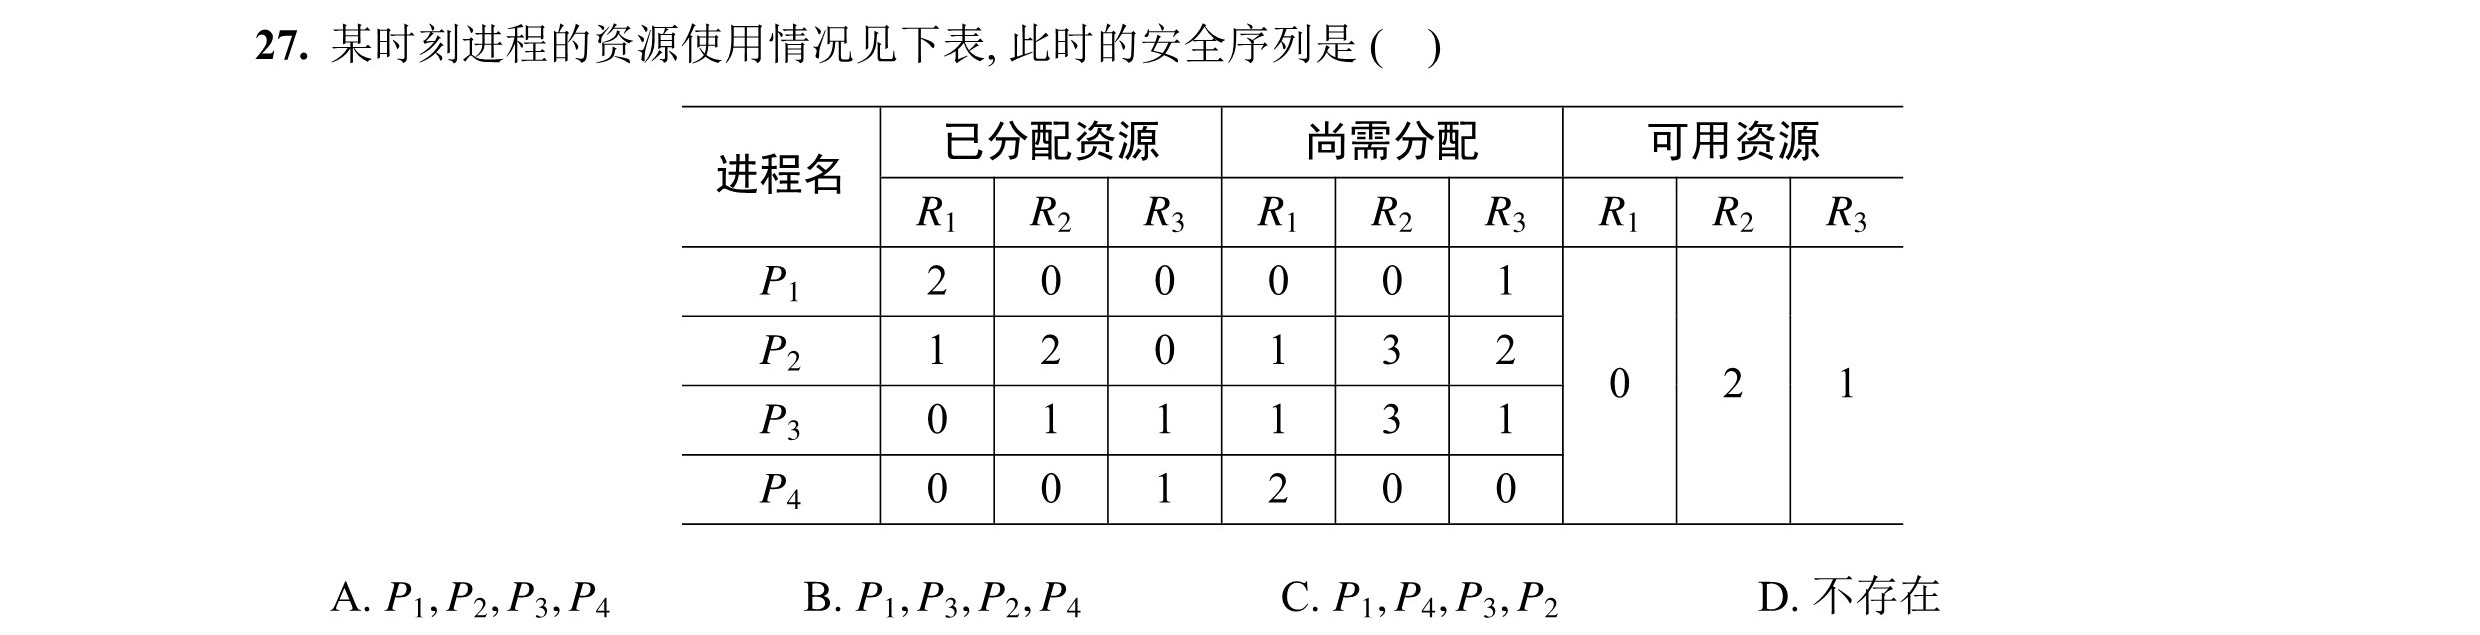 27. 某时刻进程的资源使用情况见下表, 此时的安全序列是 ( )
进程名 已分配资源 尚需分配 可用资源
R1 R2 R3 R1 R2 R3 R1 R2 R3
P1 2 0 0 0 0 1
P2 1 2 0 1 3 2
0 2 1
P3 0 1 1 1 3 1
P4 0 0 1 2 0 0
A. P1, P2, P3, P4 B. P1, P3, P2, P4 C. P1, P4, P3, P2 D. 不存在